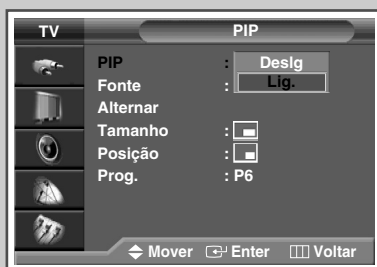 TV PIP
PIP : Deslg
Fonte : Lig.
Alternar
Tamanho :
Posição :
Prog. : P6
Mover Enter Voltar